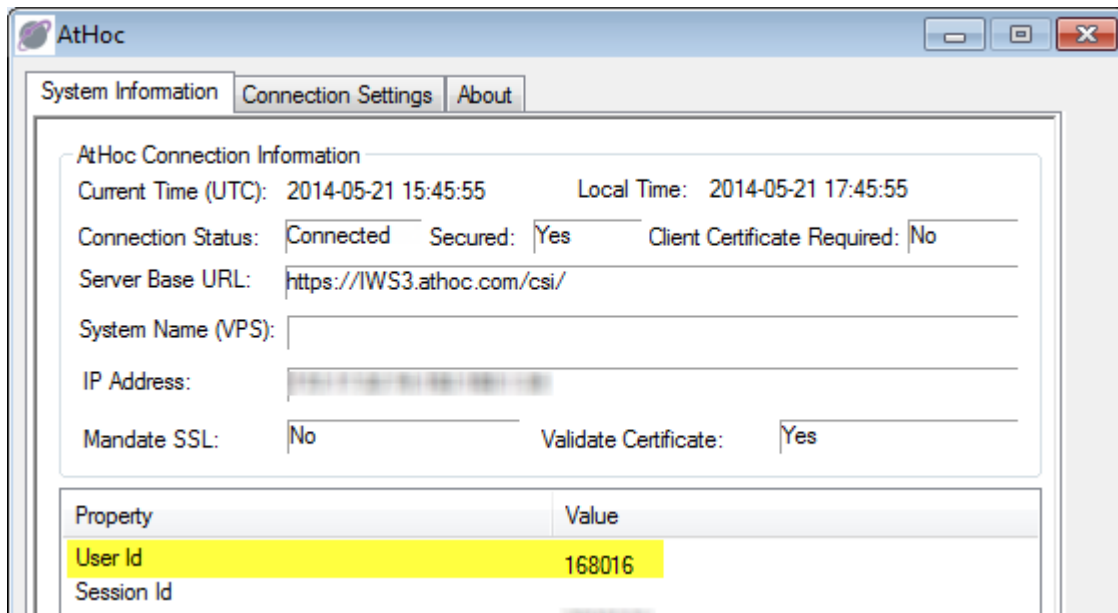 AtHoc
System Information Connection Settings About
AtHoc Connection Information
Current Time (UTC): 2014-05-21 15:45:55 Local Time: 2014-05-21 17:45:55
Connection Status: Connected Secured: Yes Client Certificate Required: No
Server Base URL: https://IWS3.athoc.com/csi/
System Name (VPS):
IP Address:
Mandate SSL: No Validate Certificate: Yes
Property Value
User Id 168016
Session Id